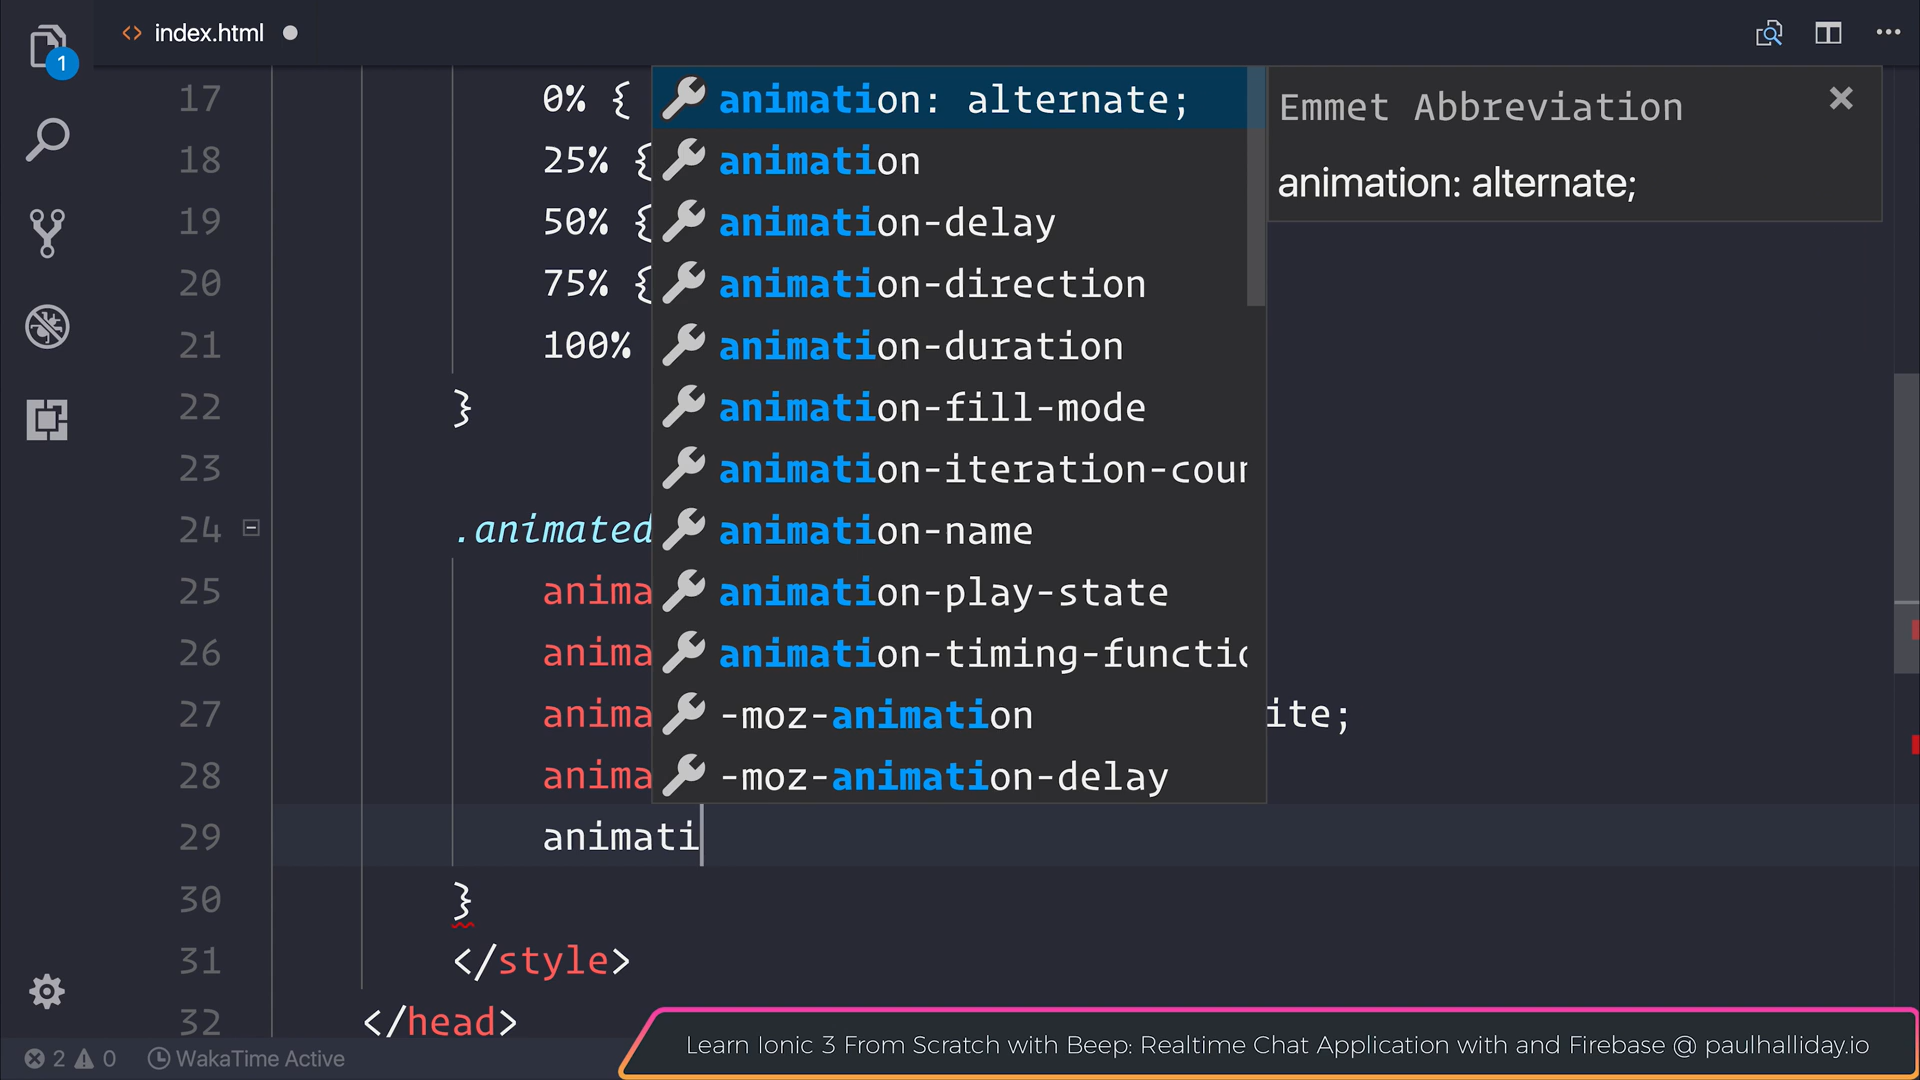 1
<> index.html
17 0% {
18 25% {
19 50% {
20 75% {
21 100%
22 }
23
24 .animated
25 anima
26 anima
27 anima ite;
28 anima
29 animati
30 }
31 </style>
32 </head>
animation: alternate;
animation
animation-delay
animation-direction
animation-duration
animation-fill-mode
animation-iteration-coun
animation-name
animation-play-state
animation-timing-functio
-moz-animation
-moz-animation-delay
Emmet Abbreviation
animation: alternate;
2 0 WakaTime Active
Learn Ionic 3 From Scratch with Beep: Realtime Chat Application with and Firebase @ paulhalliday.io